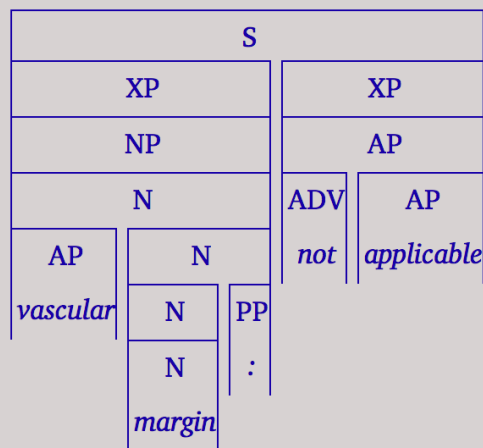 S
XP XP
NP AP
N ADV AP
AP N not applicable
vascular N PP
N :
margin